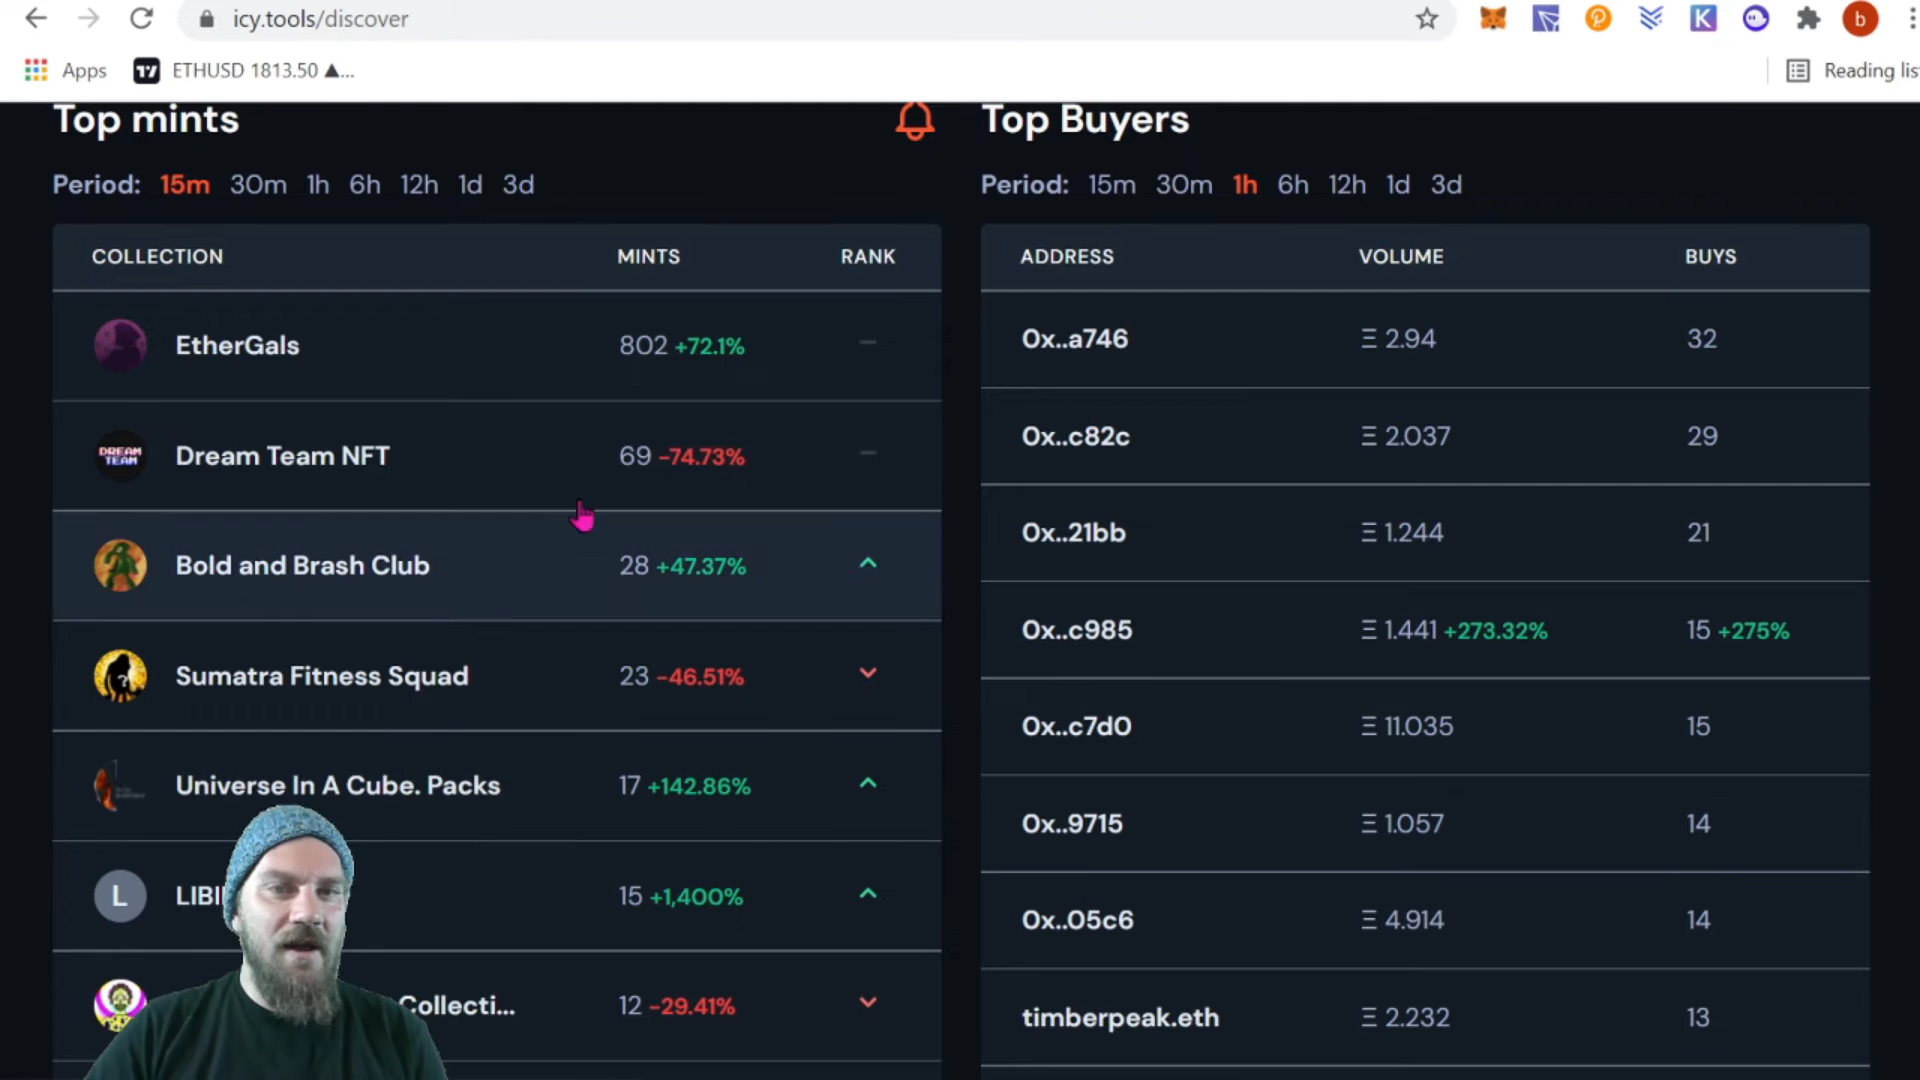 icy.tools/discover
b
Apps
ETHUSD 1813.50 ▲...
Reading lis
Top mints
Period: 15m 30m 1h 6h 12h 1d 3d
COLLECTION MINTS RANK
EtherGals 802 +72.1% —
DREAM TEAM
Dream Team NFT 69 -74.73% —
Bold and Brash Club 28 +47.37%
Sumatra Fitness Squad 23 -46.51%
Universe In A Cube. Packs 17 +142.86%
L 15 +1,400%
Collecti... 12 -29.41%
Top Buyers
Period: 15m 30m 1h 6h 12h 1d 3d
ADDRESS VOLUME BUYS
0x..a746 Ξ 2.94 32
0x..c82c Ξ 2.037 29
0x..21bb Ξ 1.244 21
0x..c985 Ξ 1.441 +273.32% 15 +275%
0x..c7d0 Ξ 11.035 15
0x..9715 Ξ 1.057 14
0x..05c6 Ξ 4.914 14
timberpeak.eth Ξ 2.232 13